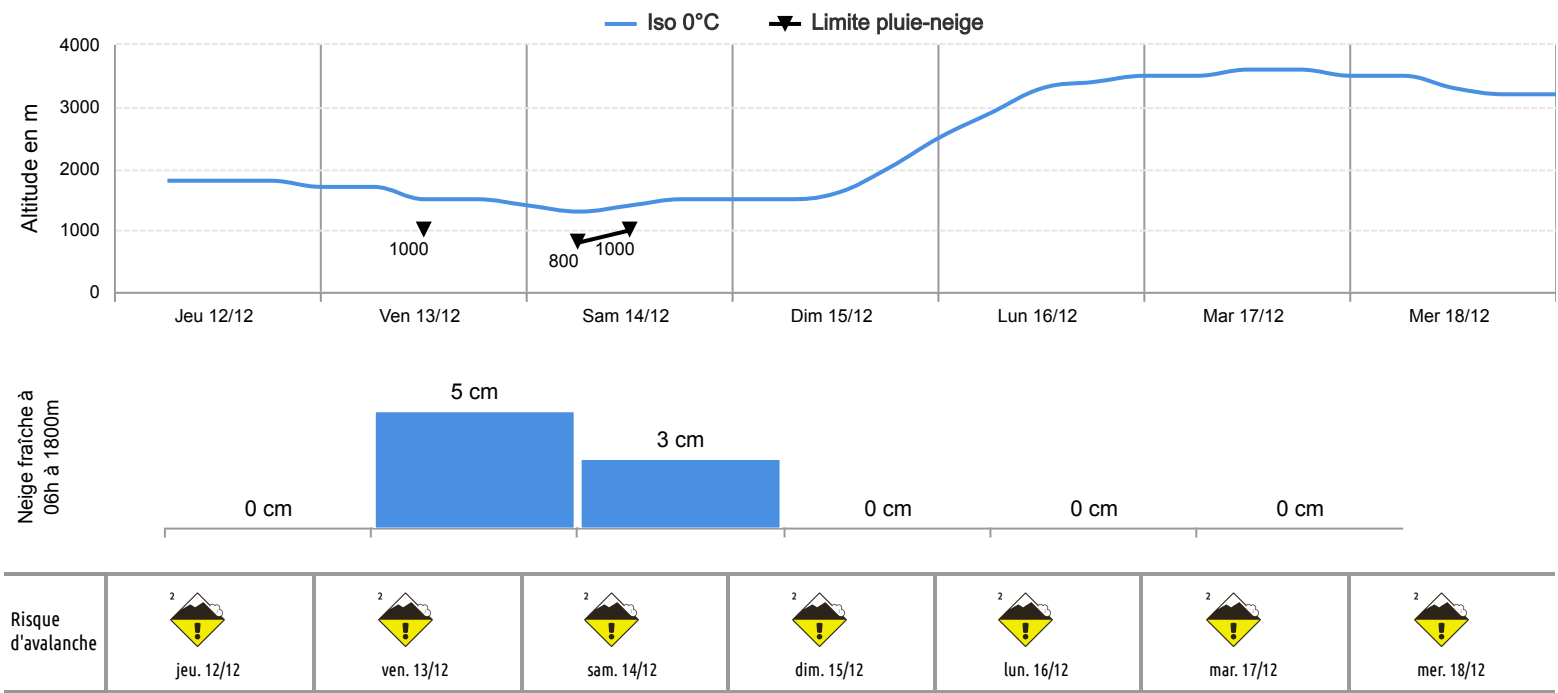 Iso 0°C
Limite pluie-neige
Altitude en m
4000
3000
2000
1000
0
1000
800
1000
Jeu 12/12
Ven 13/12
Sam 14/12
Dim 15/12
Lun 16/12
Mar 17/12
Mer 18/12
Neige fraîche à
06h à 1800m
0 cm
5 cm
3 cm
0 cm
0 cm
0 cm
Risque
d'avalanche
2
jeu. 12/12
2
ven. 13/12
2
sam. 14/12
2
dim. 15/12
2
lun. 16/12
2
mar. 17/12
2
mer. 18/12